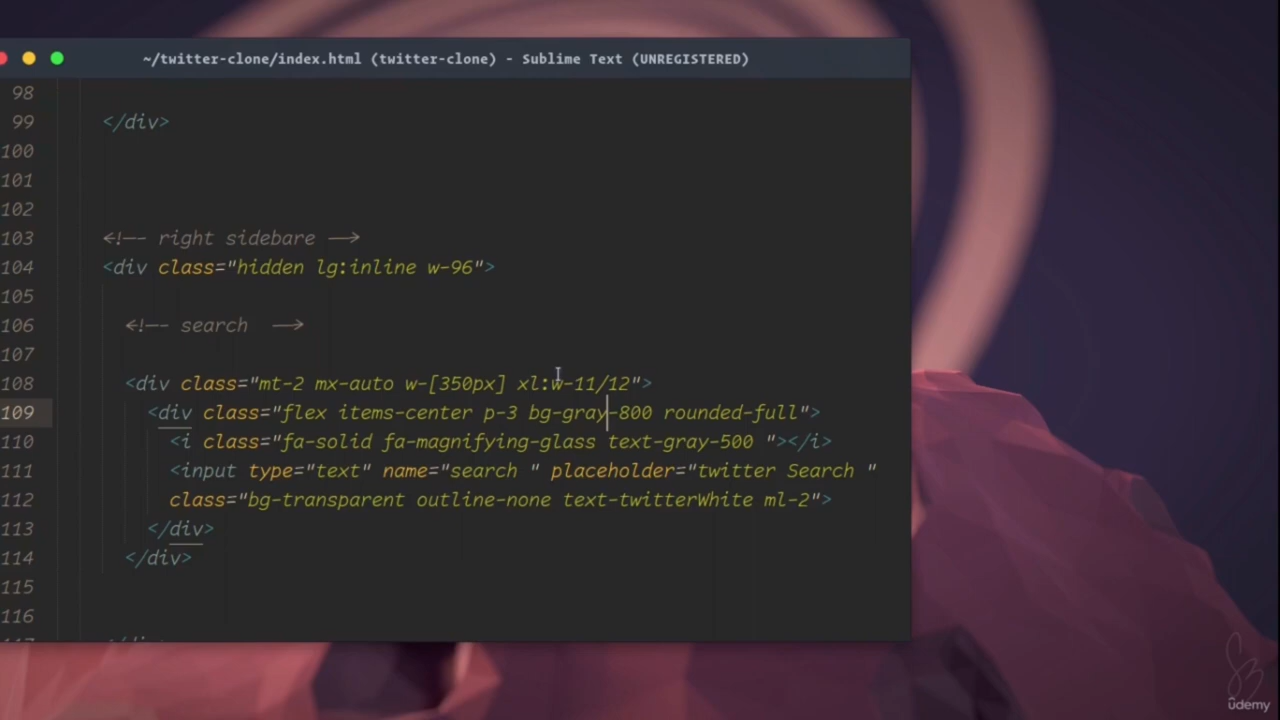 ~/twitter-clone/index.html (twitter-clone) - Sublime Text (UNREGISTERED)
98
99 </div>
100
101
102
103 <!-- right sidebare -->
104 <div class="hidden lg:inline w-96">
105
106 <!-- search  -->
107
108 <div class="mt-2 mx-auto w-[350px] xl:w-11/12">
109 <div class="flex items-center p-3 bg-gray-800 rounded-full">
110 <i class="fa-solid fa-magnifying-glass text-gray-500 "></i>
111 <input type="text" name="search " placeholder="twitter Search "
112 class="bg-transparent outline-none text-twitterWhite ml-2">
113 </div>
114 </div>
115
116
udemy